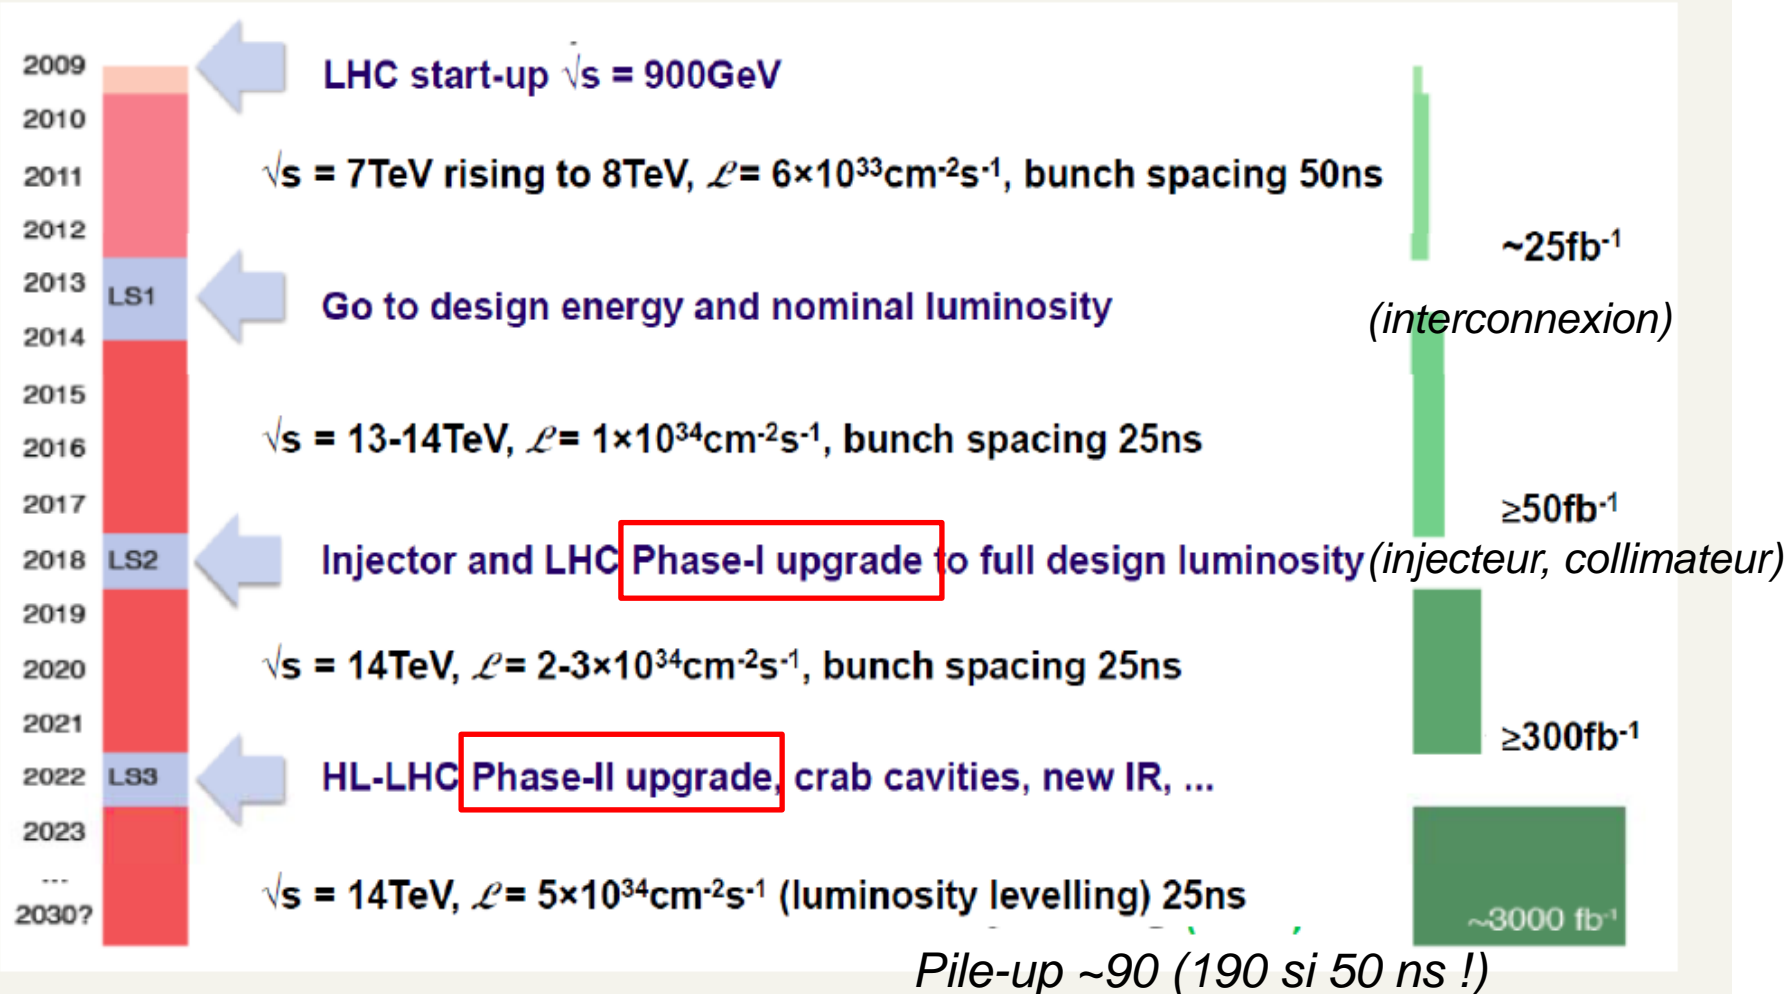 2009
LHC start-up √s = 900GeV
2010
2011
√s = 7TeV rising to 8TeV, ℒ= 6×10³³cm⁻²s⁻¹, bunch spacing 50ns
2012
~25fb⁻¹
2013
LS1
Go to design energy and nominal luminosity
(interconnexion)
2014
2015
2016
√s = 13-14TeV, ℒ= 1×10³⁴cm⁻²s⁻¹, bunch spacing 25ns
2017
≥50fb⁻¹
2018
LS2
Injector and LHC Phase-I upgrade to full design luminosity
(injecteur, collimateur)
2019
2020
√s = 14TeV, ℒ= 2-3×10³⁴cm⁻²s⁻¹, bunch spacing 25ns
2021
≥300fb⁻¹
2022
LS3
HL-LHC Phase-II upgrade, crab cavities, new IR, ...
2023
...
2030?
√s = 14TeV, ℒ= 5×10³⁴cm⁻²s⁻¹ (luminosity levelling) 25ns
~3000 fb⁻¹
Pile-up ~90 (190 si 50 ns !)